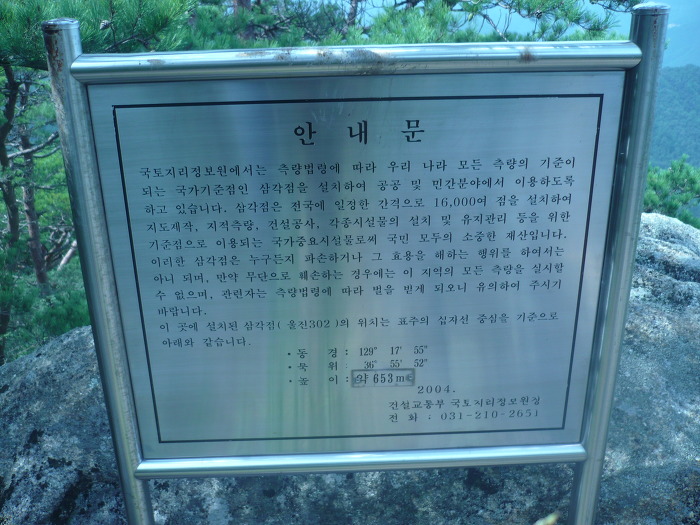 안 내 문
국토지리정보원에서는 측량법령에 따라 우리 나라 모든 측량의 기준이
되는 국가기준점인 삼각점을 설치하여 공공 및 민간분야에서 이용하도록
하고 있습니다. 삼각점은 전국에 일정한 간격으로 16,000여 점을 설치하여
지도제작, 지적측량, 건설공사, 각종시설물의 설치 및 유지관리 등을 위한
기준점으로 이용되는 국가중요시설물로써 국민 모두의 소중한 재산입니다.
이러한 삼각점은 누구든지 파손하거나 그 효용을 해하는 행위를 하여서는
아니 되며, 만약 무단으로 훼손하는 경우에는 이 지역의 모든 측량을 실시할
수 없으며, 관련자는 측량법령에 따라 벌을 받게 되오니 유의하여 주시기
바랍니다.
이 곳에 설치된 삼각점( 울진302 )의 위치는 표주의 십자선 중심을 기준으로
아래와 같습니다.
• 동 경 : 129° 17′ 55″
• 북 위 : 36° 55′ 52″
• 높 이 : 약 653m
2004.
건설교통부 국토지리정보원장
전 화 : 031-210-2651